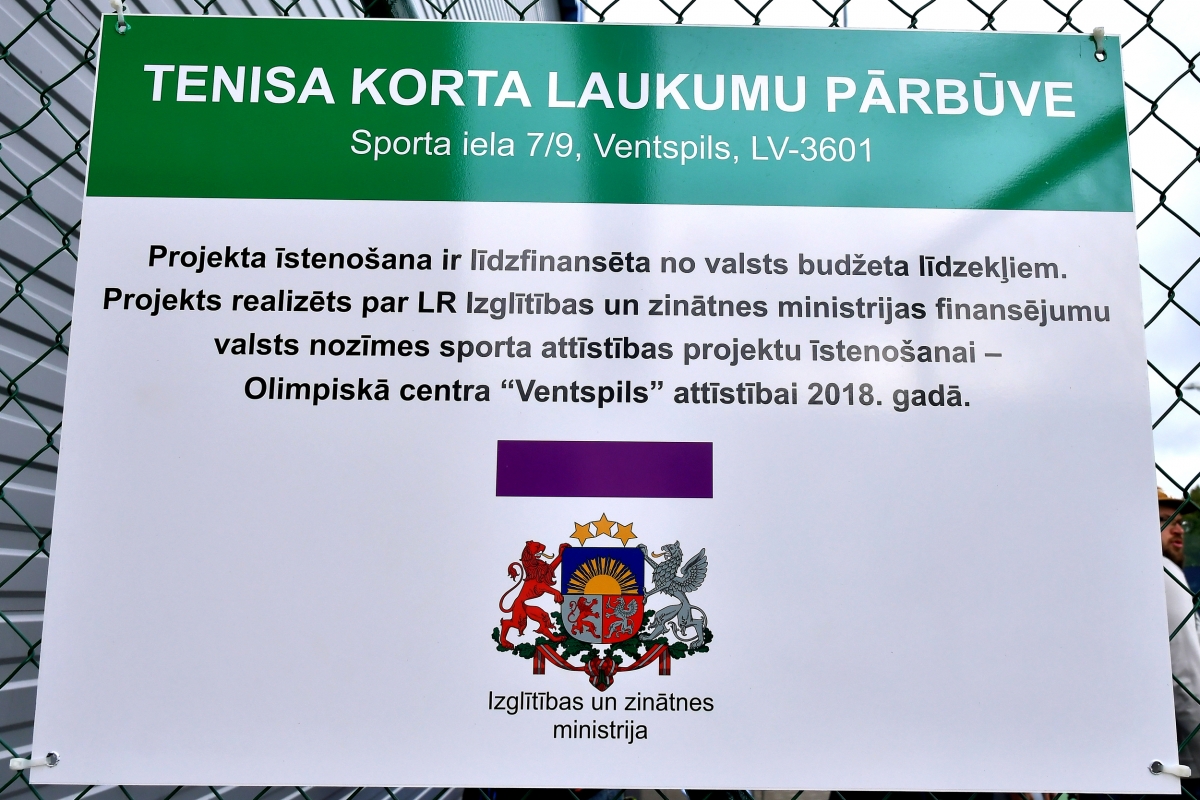 TENISA KORTA LAUKUMU PĀRBŪVE
Sporta iela 7/9, Ventspils, LV-3601
Projekta īstenošana ir līdzfinansēta no valsts budžeta līdzekļiem.
Projekts realizēts par LR Izglītības un zinātnes ministrijas finansējumu
valsts nozīmes sporta attīstības projektu īstenošanai –
Olimpiskā centra “Ventspils” attīstībai 2018. gadā.
Izglītības un zinātnes
ministrija